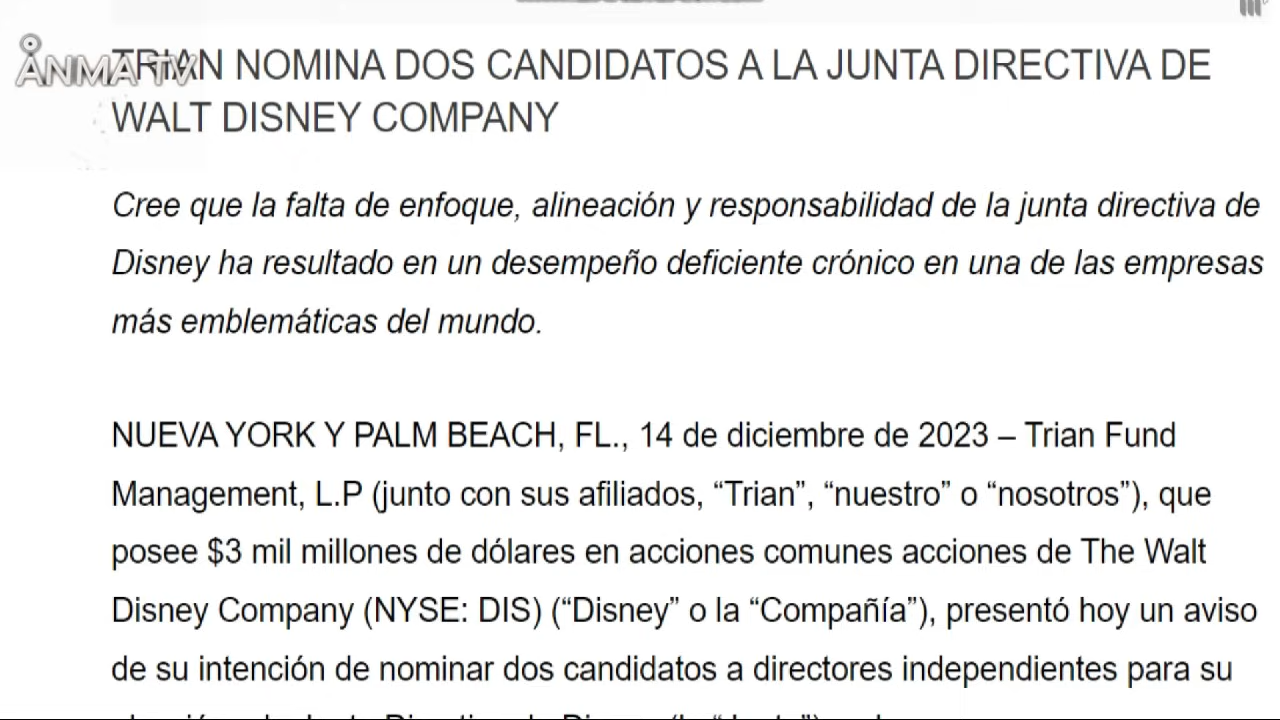 ANMA TV
TRIAN NOMINA DOS CANDIDATOS A LA JUNTA DIRECTIVA DE
WALT DISNEY COMPANY
Cree que la falta de enfoque, alineación y responsabilidad de la junta directiva de
Disney ha resultado en un desempeño deficiente crónico en una de las empresas
más emblemáticas del mundo.
NUEVA YORK Y PALM BEACH, FL., 14 de diciembre de 2023 – Trian Fund
Management, L.P (junto con sus afiliados, “Trian”, “nuestro” o “nosotros”), que
posee $3 mil millones de dólares en acciones comunes acciones de The Walt
Disney Company (NYSE: DIS) (“Disney” o la “Compañía”), presentó hoy un aviso
de su intención de nominar dos candidatos a directores independientes para su